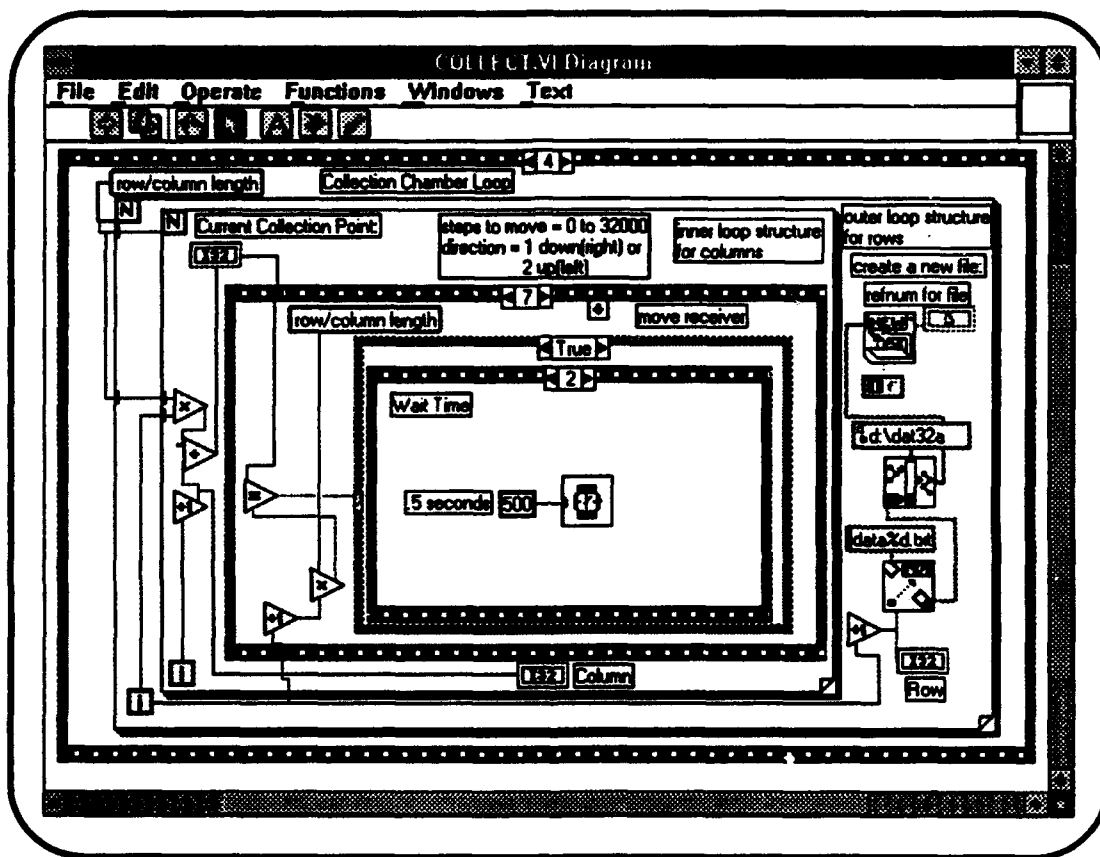 COLLECT.VI Diagram
File Edit Operate Functions Windows Text
4
row/column length
Collection Chamber Loop
N
N
Current Collection Point:
I32
steps to move = 0 to 32000
direction = 1 down(right) or
2 up(left)
inner loop structure
for columns
outer loop structure
for rows
create a new file:
refnum for file
7
row/column length
move receiver
True
2
Wait Time
.5 seconds
500
d:\dat32a
data%d.txt
i
i
I32
Column
I32
Row